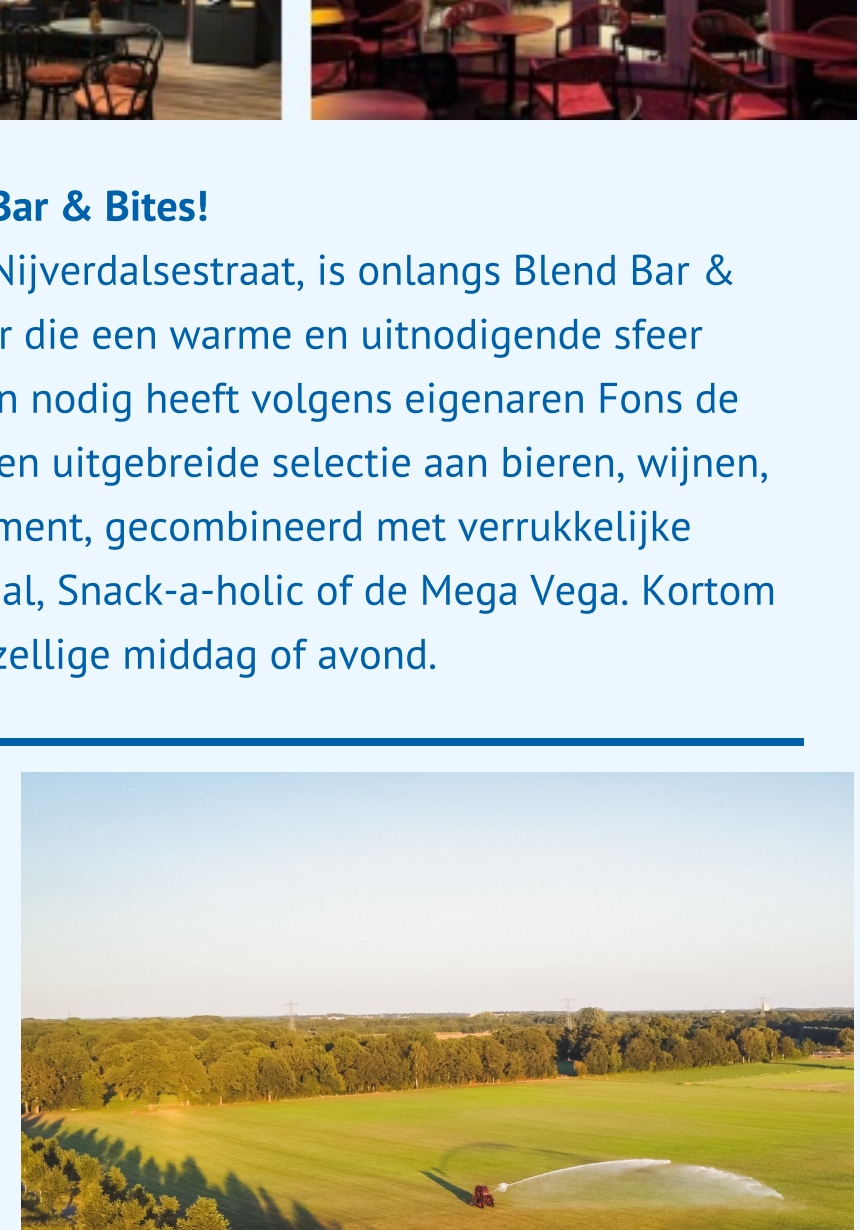 Bar & Bites!
Nijverdalsestraat, is onlangs Blend Bar &
r die een warme en uitnodigende sfeer
n nodig heeft volgens eigenaren Fons de
en uitgebreide selectie aan bieren, wijnen,
ment, gecombineerd met verrukkelijke
al, Snack-a-holic of de Mega Vega. Kortom
zellige middag of avond.